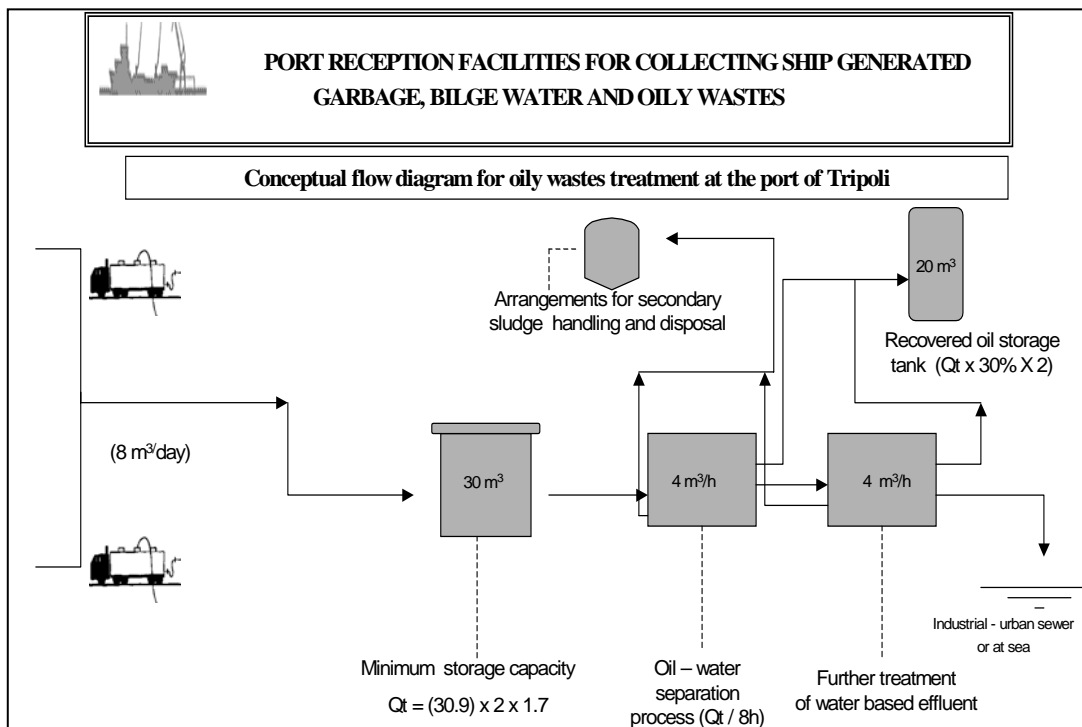 PORT RECEPTION FACILITIES FOR COLLECTING SHIP GENERATED
GARBAGE, BILGE WATER AND OILY WASTES
Conceptual flow diagram for oily wastes treatment at the port of Tripoli
20 m³
Arrangements for secondary
sludge handling and disposal
Recovered oil storage
tank (Qt x 30% X 2)
(8 m³/day)
30 m³
4 m³/h
4 m³/h
Industrial - urban sewer
or at sea
Minimum storage capacity
Qt = (30.9) x 2 x 1.7
Oil – water
separation
process (Qt / 8h)
Further treatment
of water based effluent